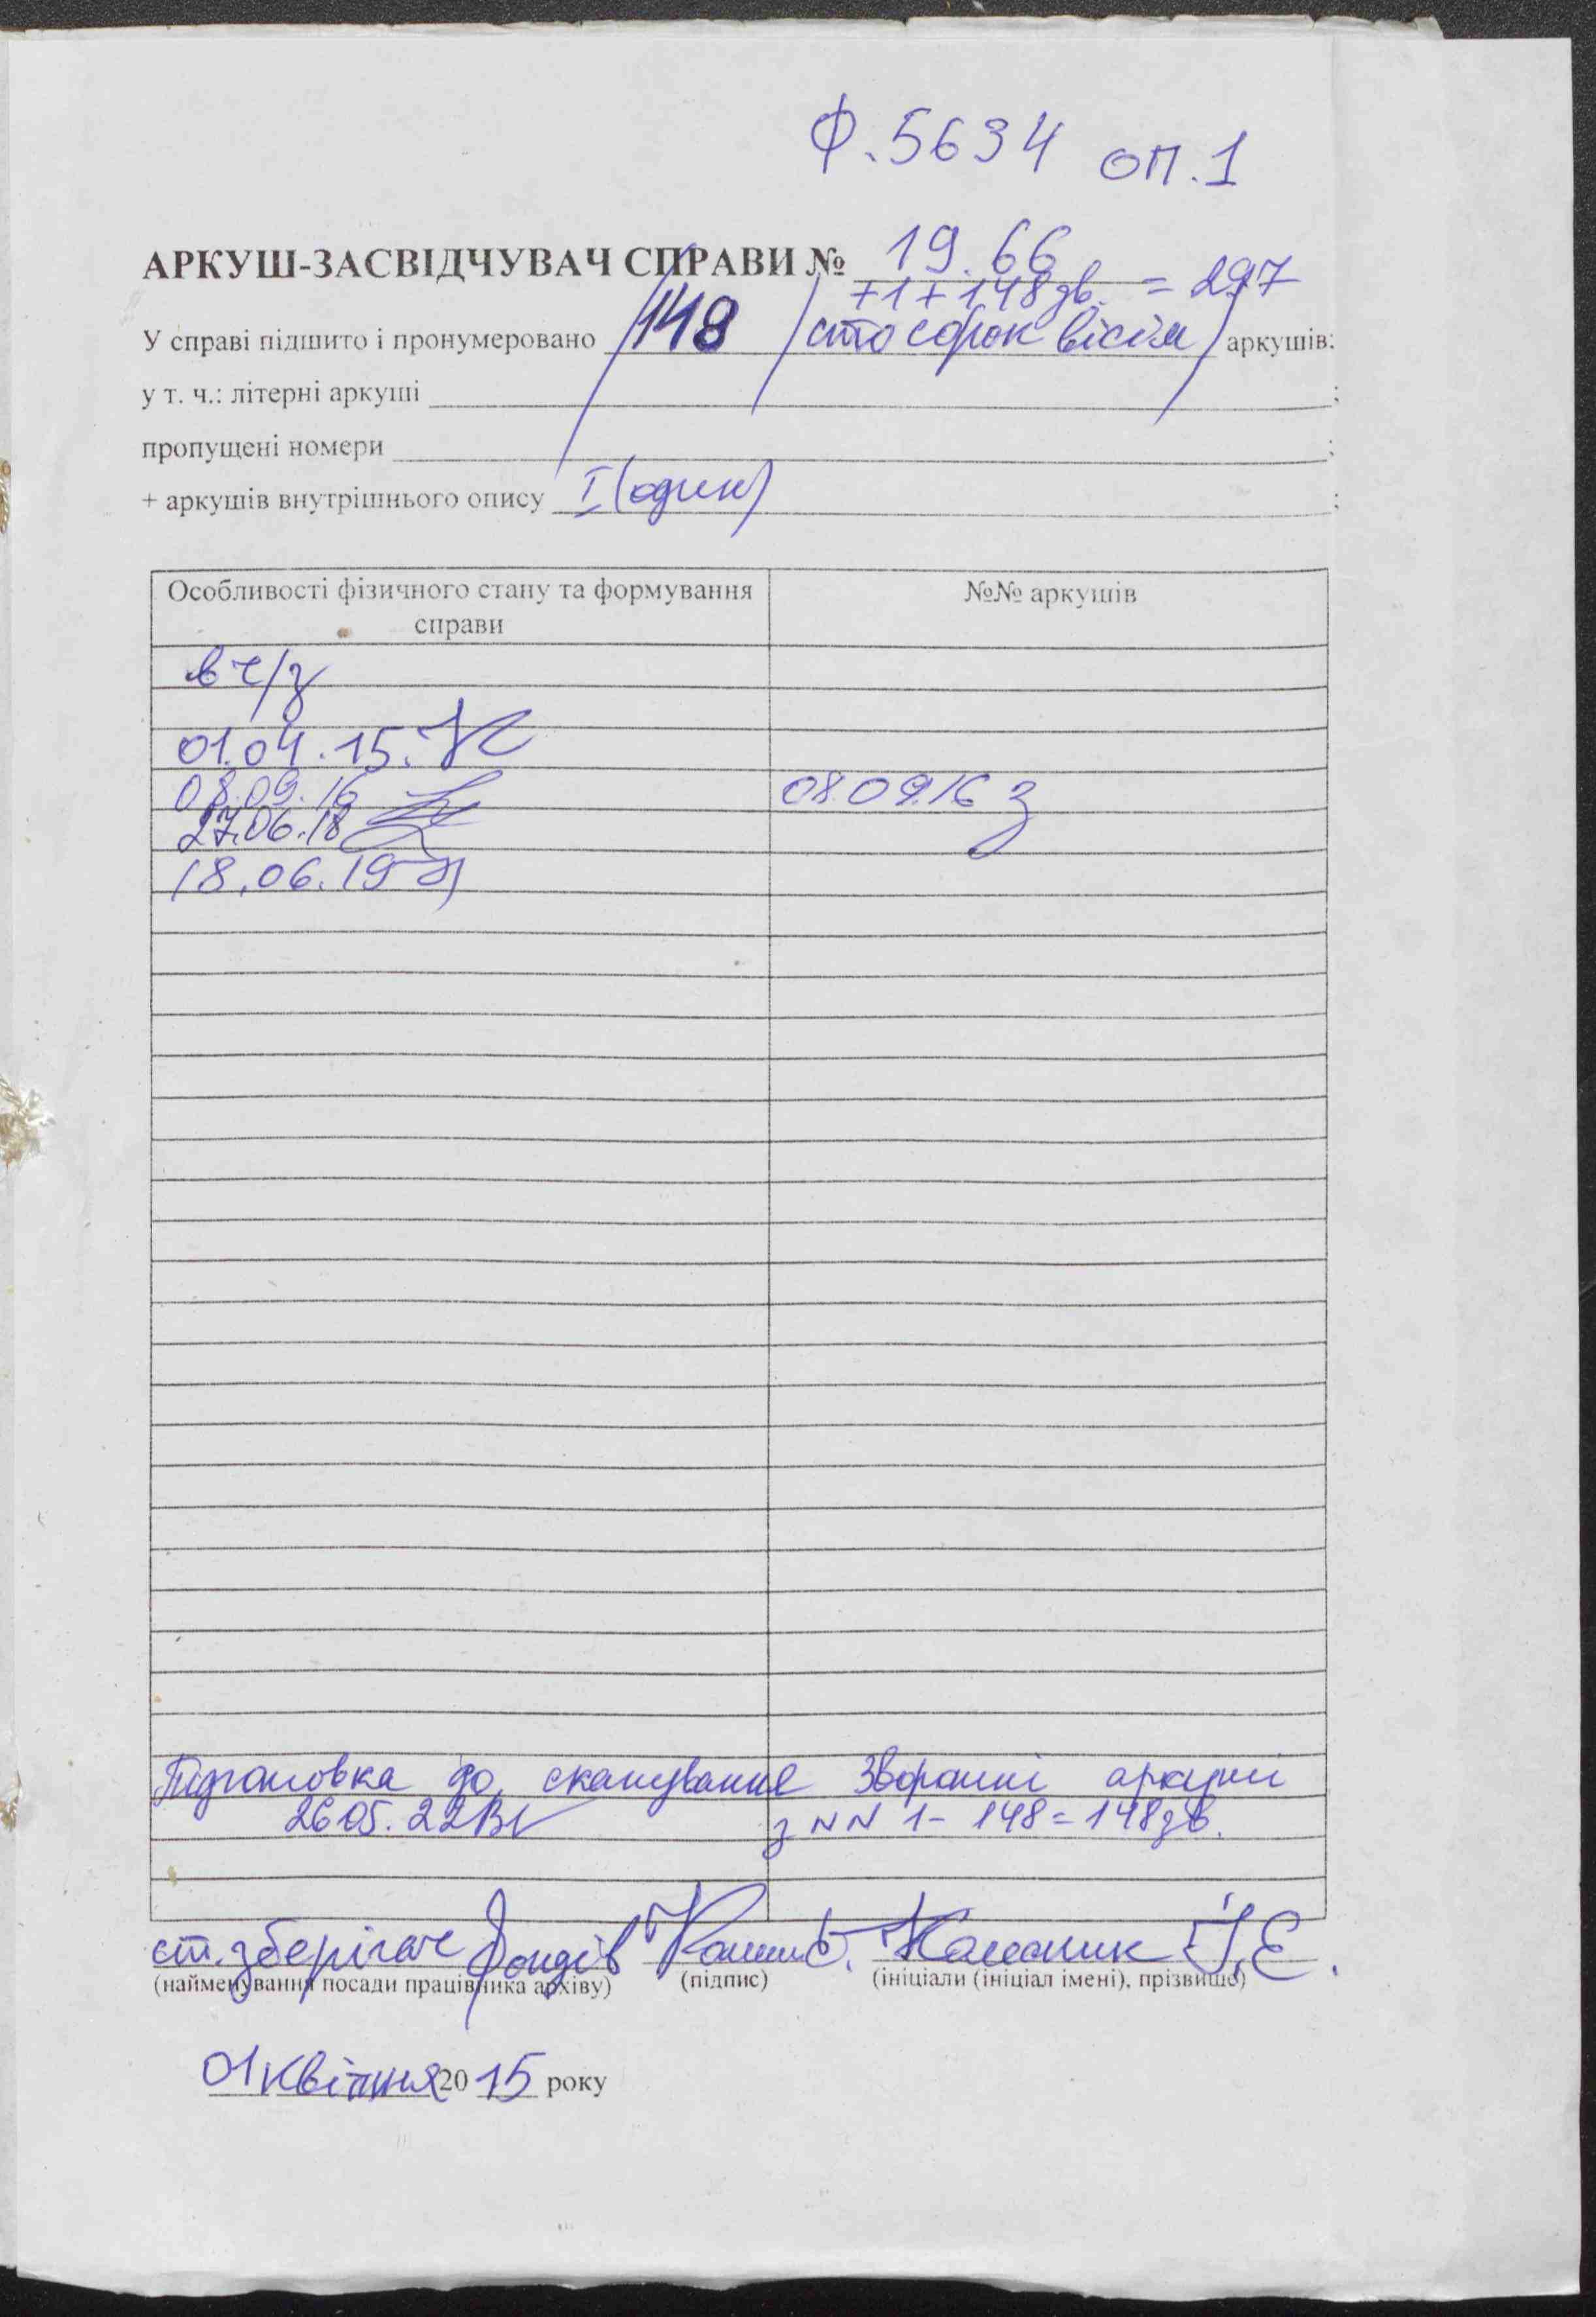 Ф. 5634 оп. 1
АРКУШ-ЗАСВІДЧУВАЧ СПРАВИ № 19.66
+1+148 зв. = 297
У справі підшито і пронумеровано 148 (сто сорок вісім) аркушів:
у т. ч.: літерні аркуші ;
пропущені номери ;
+ аркушів внутрішнього опису I (один) ;
Особливості фізичного стану та формування справи
№№ аркушів
в ч/з
01.04.15.
08.09.16 08.09.16 з
27.06.18
18.06.19
Підготовка до сканування Зворотні аркуші
26.05.22 з NN 1-148=148зв.
ст. зберігач фондів
(найменування посади працівника архіву) (підпис) (ініціали (ініціал імені), прізвище)
01 квітня 2015 року